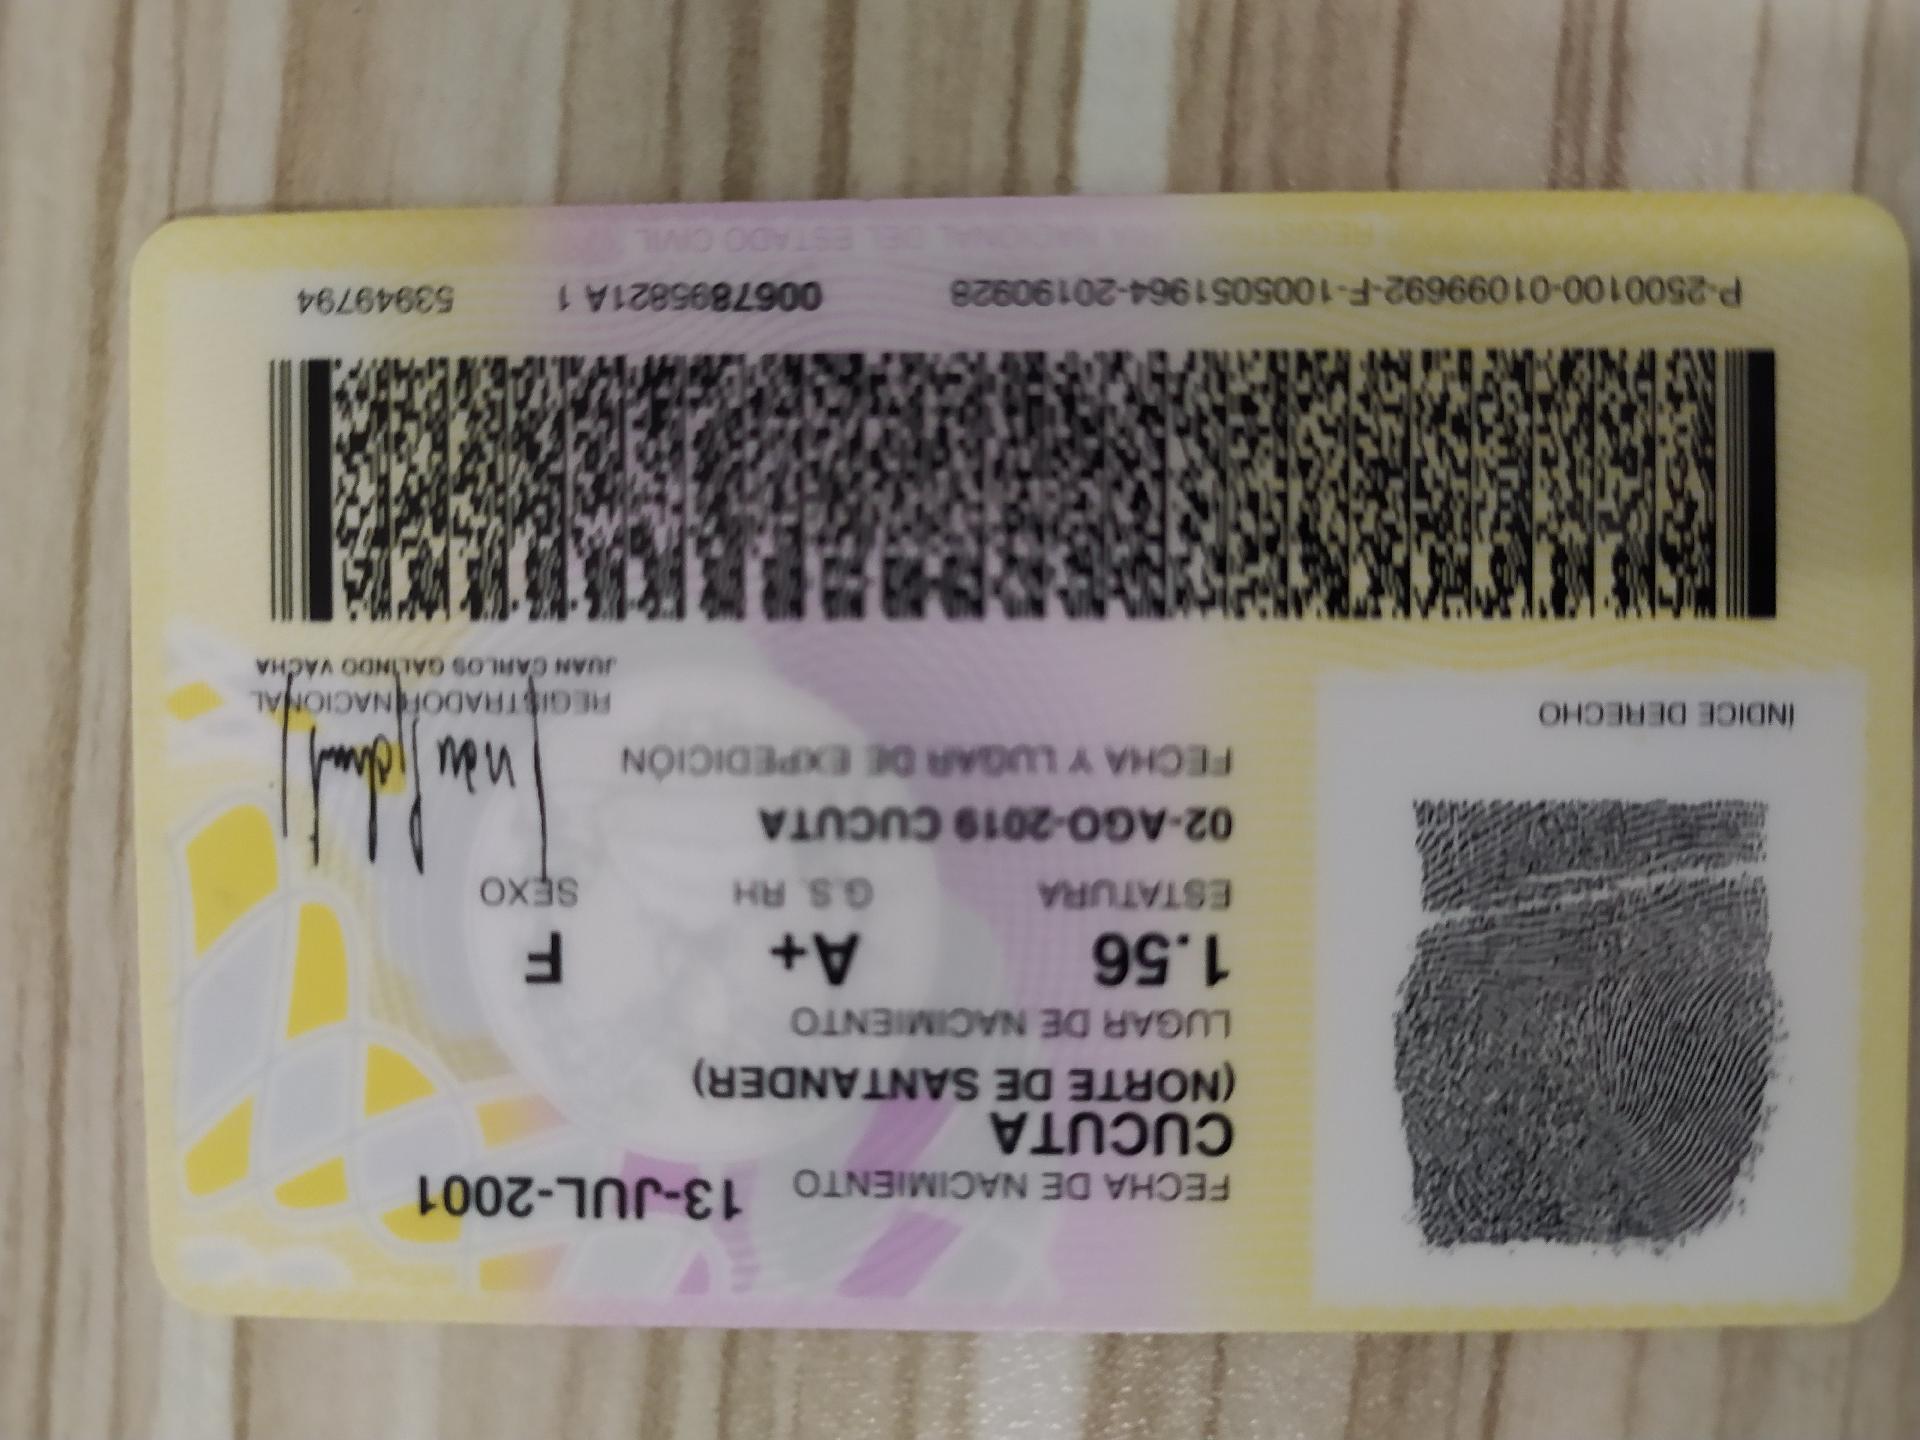 FECHA DE NACIMIENTO 13-JUL-2001
CUCUTA
(NORTE DE SANTANDER)
LUGAR DE NACIMIENTO
1.56 A+ F
ESTATURA G.S. RH SEXO
02-AGO-2019 CUCUTA
FECHA Y LUGAR DE EXPEDICIÓN
REGISTRADOR NACIONAL
JUAN CARLOS GALINDO VACHA
ÍNDICE DERECHO
P-2500100-01099692-F-1005051964-20190928 0067895821A 1 53949794
REGISTRADURIA NACIONAL DEL ESTADO CIVIL